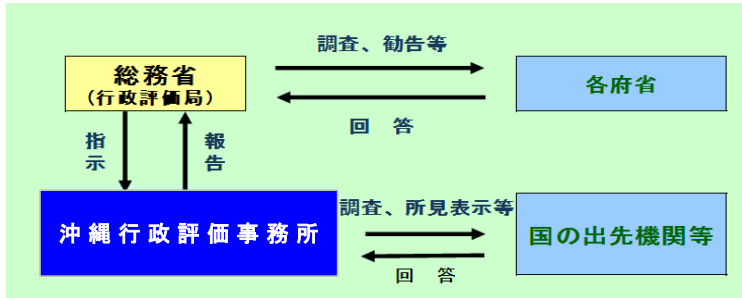 調査、勧告等
総務省
(行政評価局)
各府省
回 答
指示
報告
調査、所見表示等
沖縄行政評価事務所
国の出先機関等
回 答